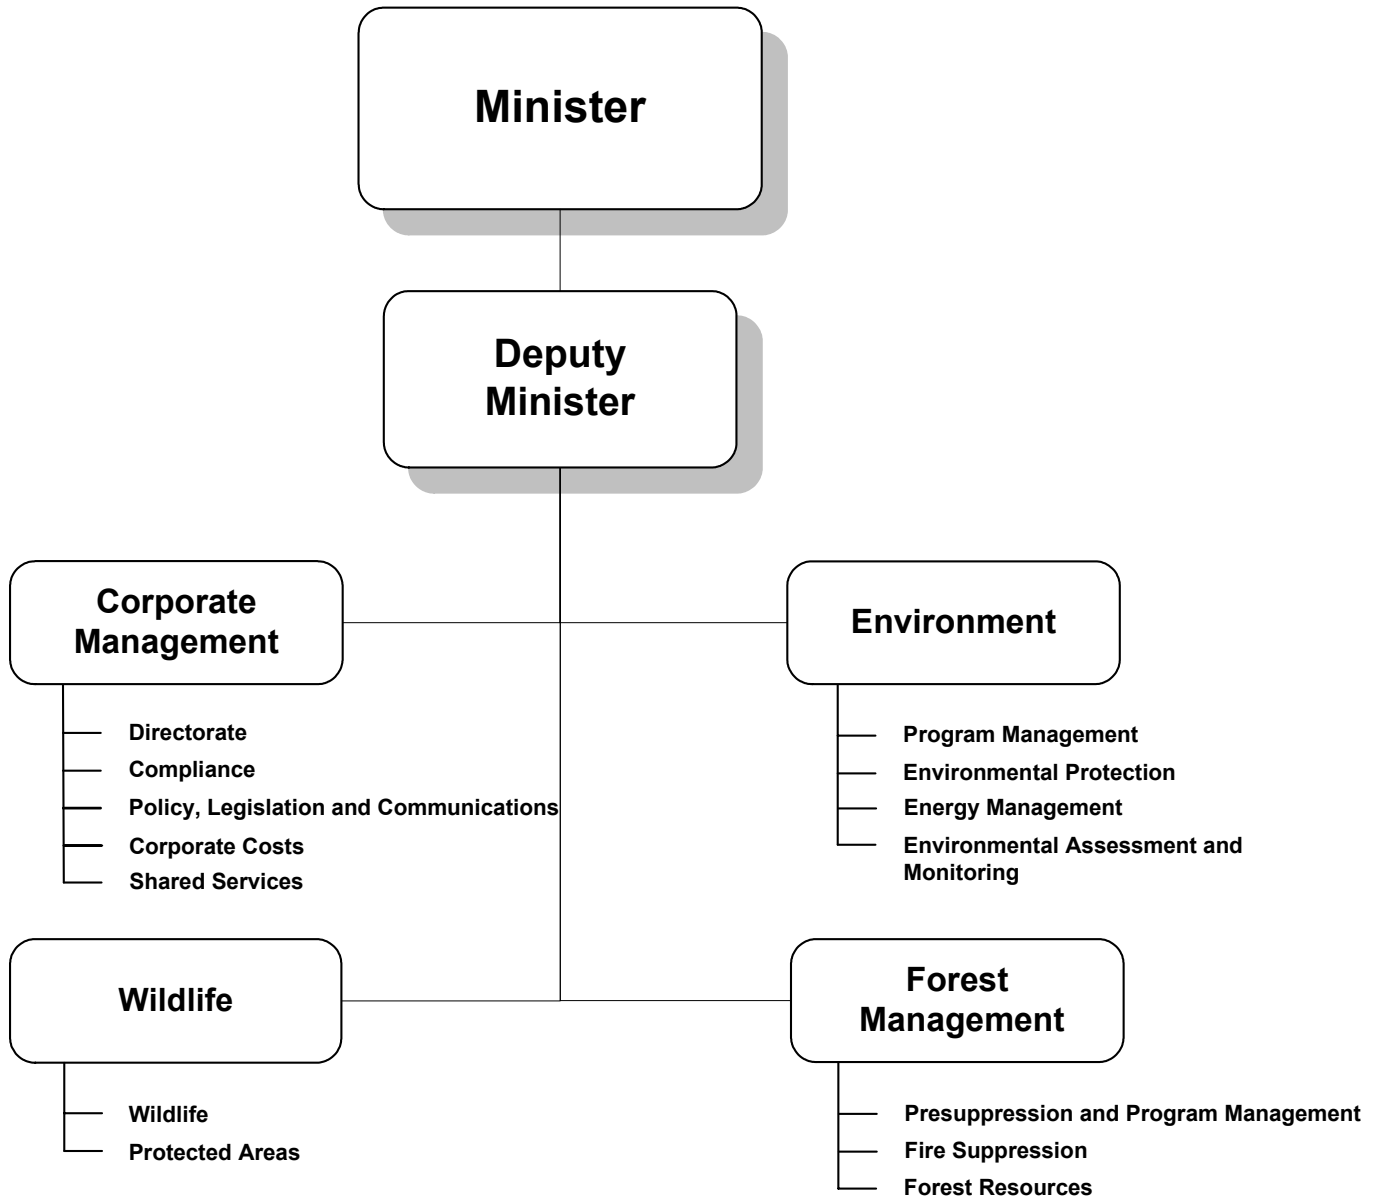 Minister
Deputy
Minister
Corporate
Management
Directorate
Compliance
Policy, Legislation and Communications
Corporate Costs
Shared Services
Environment
Program Management
Environmental Protection
Energy Management
Environmental Assessment and
Monitoring
Wildlife
Wildlife
Protected Areas
Forest
Management
Presuppression and Program Management
Fire Suppression
Forest Resources